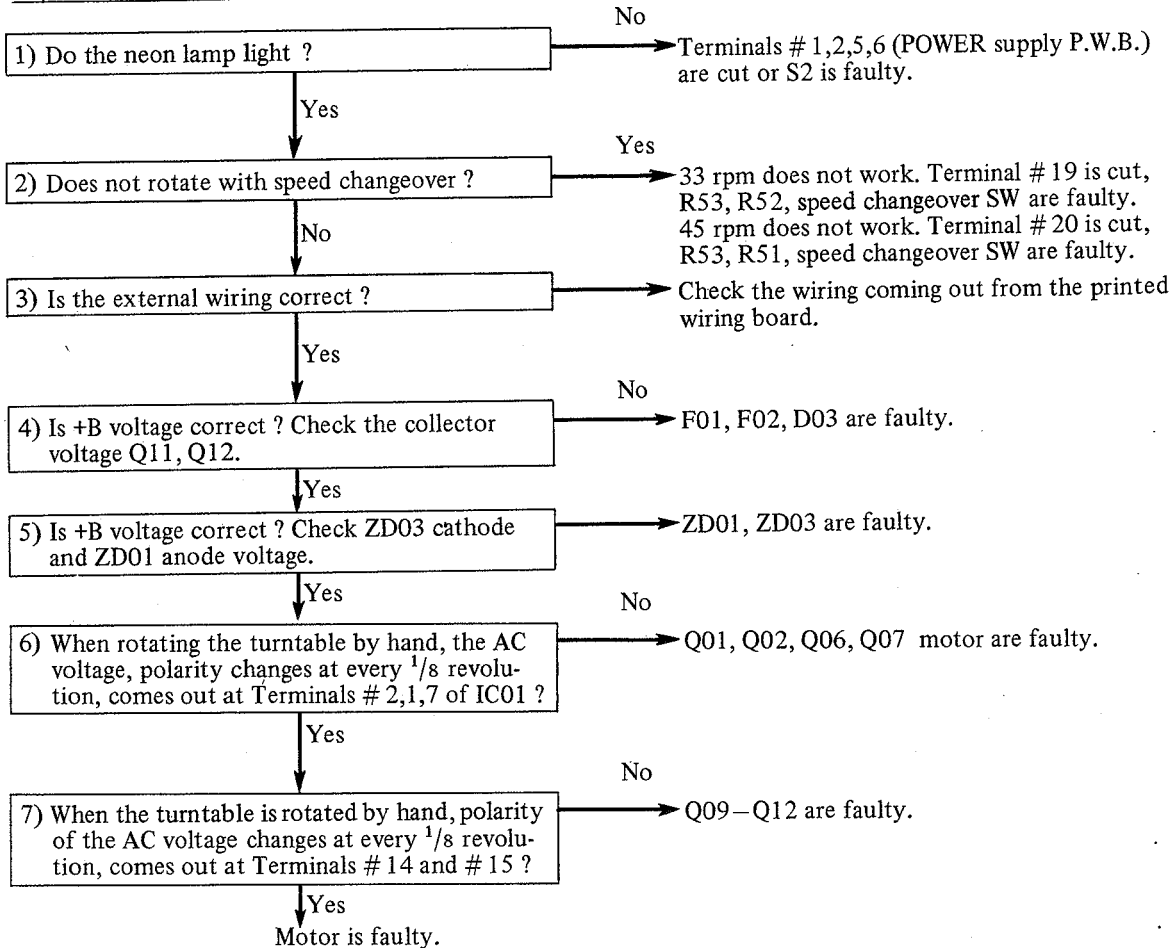 No
1) Do the neon lamp light ?
Terminals # 1,2,5,6 (POWER supply P.W.B.)
are cut or S2 is faulty.
Yes
Yes
2) Does not rotate with speed changeover ?
33 rpm does not work. Terminal # 19 is cut,
R53, R52, speed changeover SW are faulty.
45 rpm does not work. Terminal # 20 is cut,
R53, R51, speed changeover SW are faulty.
No
3) Is the external wiring correct ?
Check the wiring coming out from the printed
wiring board.
Yes
No
4) Is +B voltage correct ? Check the collector
voltage Q11, Q12.
F01, F02, D03 are faulty.
Yes
5) Is +B voltage correct ? Check ZD03 cathode
and ZD01 anode voltage.
ZD01, ZD03 are faulty.
Yes
No
6) When rotating the turntable by hand, the AC
voltage, polarity changes at every 1/8 revolu-
tion, comes out at Terminals # 2,1,7 of IC01 ?
Q01, Q02, Q06, Q07 motor are faulty.
Yes
No
7) When the turntable is rotated by hand, polarity
of the AC voltage changes at every 1/8 revolu-
tion, comes out at Terminals # 14 and # 15 ?
Q09–Q12 are faulty.
Yes
Motor is faulty.